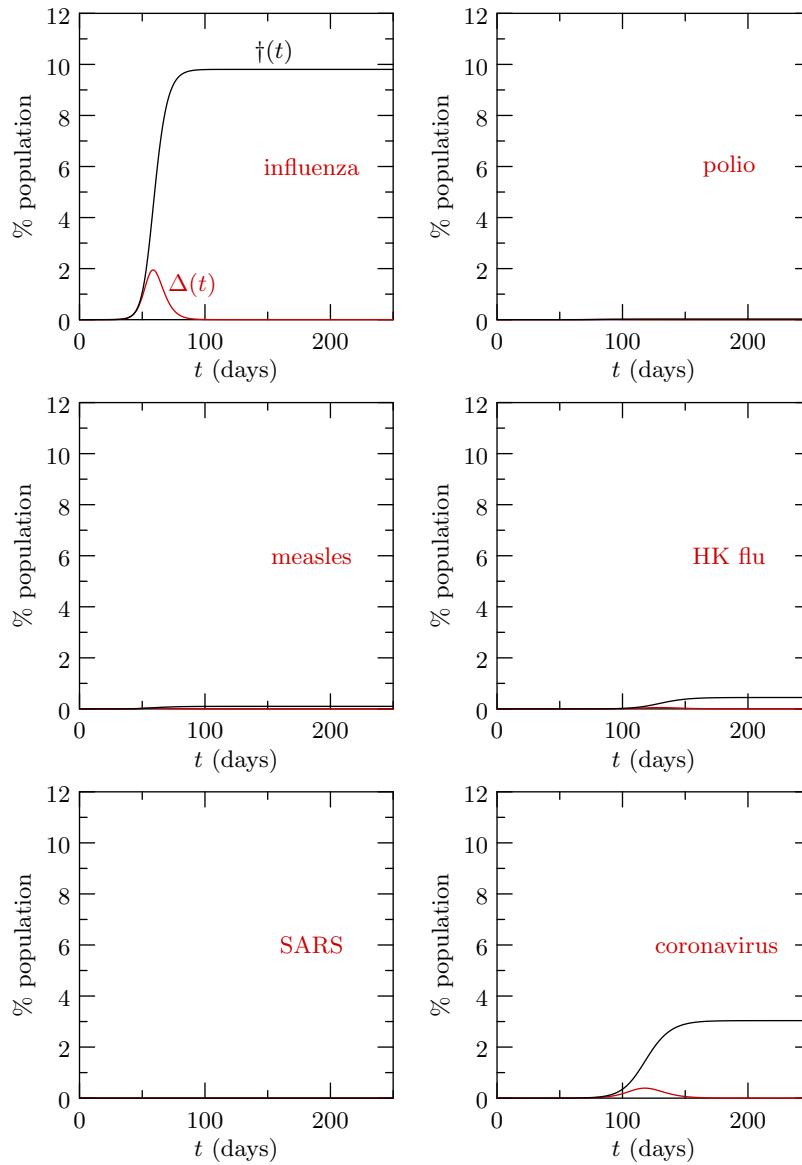 12
10
8
6
4
2
0
% population
†(t)
influenza
Δ(t)
0 100 200
t (days)
12
10
8
6
4
2
0
% population
polio
0 100 200
t (days)
12
10
8
6
4
2
0
% population
measles
0 100 200
t (days)
12
10
8
6
4
2
0
% population
HK flu
0 100 200
t (days)
12
10
8
6
4
2
0
% population
SARS
0 100 200
t (days)
12
10
8
6
4
2
0
% population
coronavirus
0 100 200
t (days)